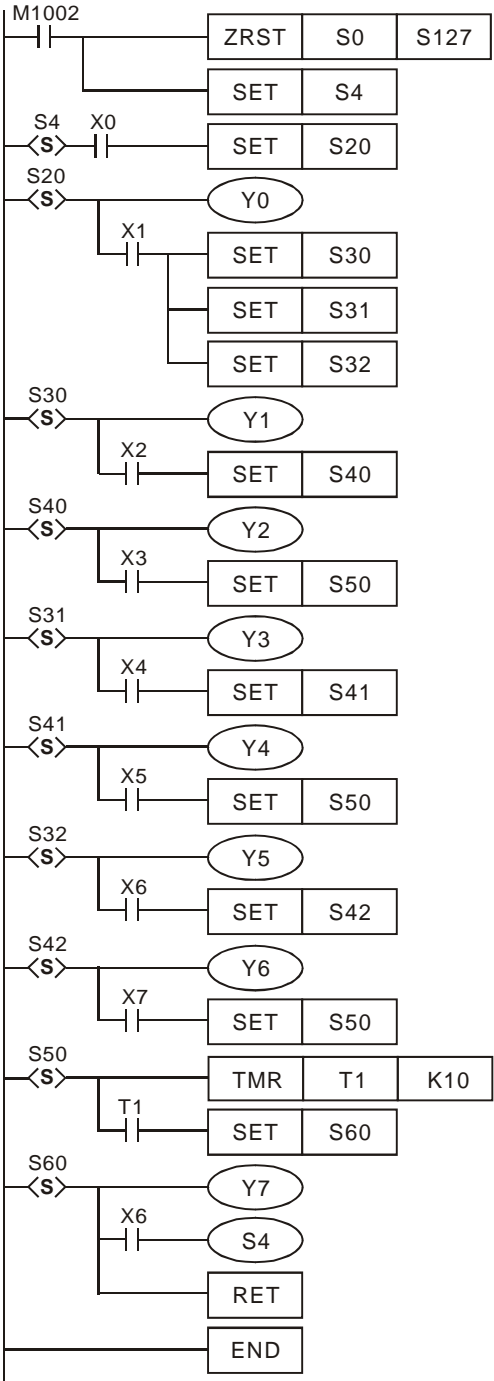 M1002
ZRST S0 S127
SET S4
S4 X0
S SET S20
S20
S Y0
X1
SET S30
SET S31
SET S32
S30
S Y1
X2
SET S40
S40
S Y2
X3
SET S50
S31
S Y3
X4
SET S41
S41
S Y4
X5
SET S50
S32
S Y5
X6
SET S42
S42
S Y6
X7
SET S50
S50
S TMR T1 K10
T1
SET S60
S60
S Y7
X6
S4
RET
END